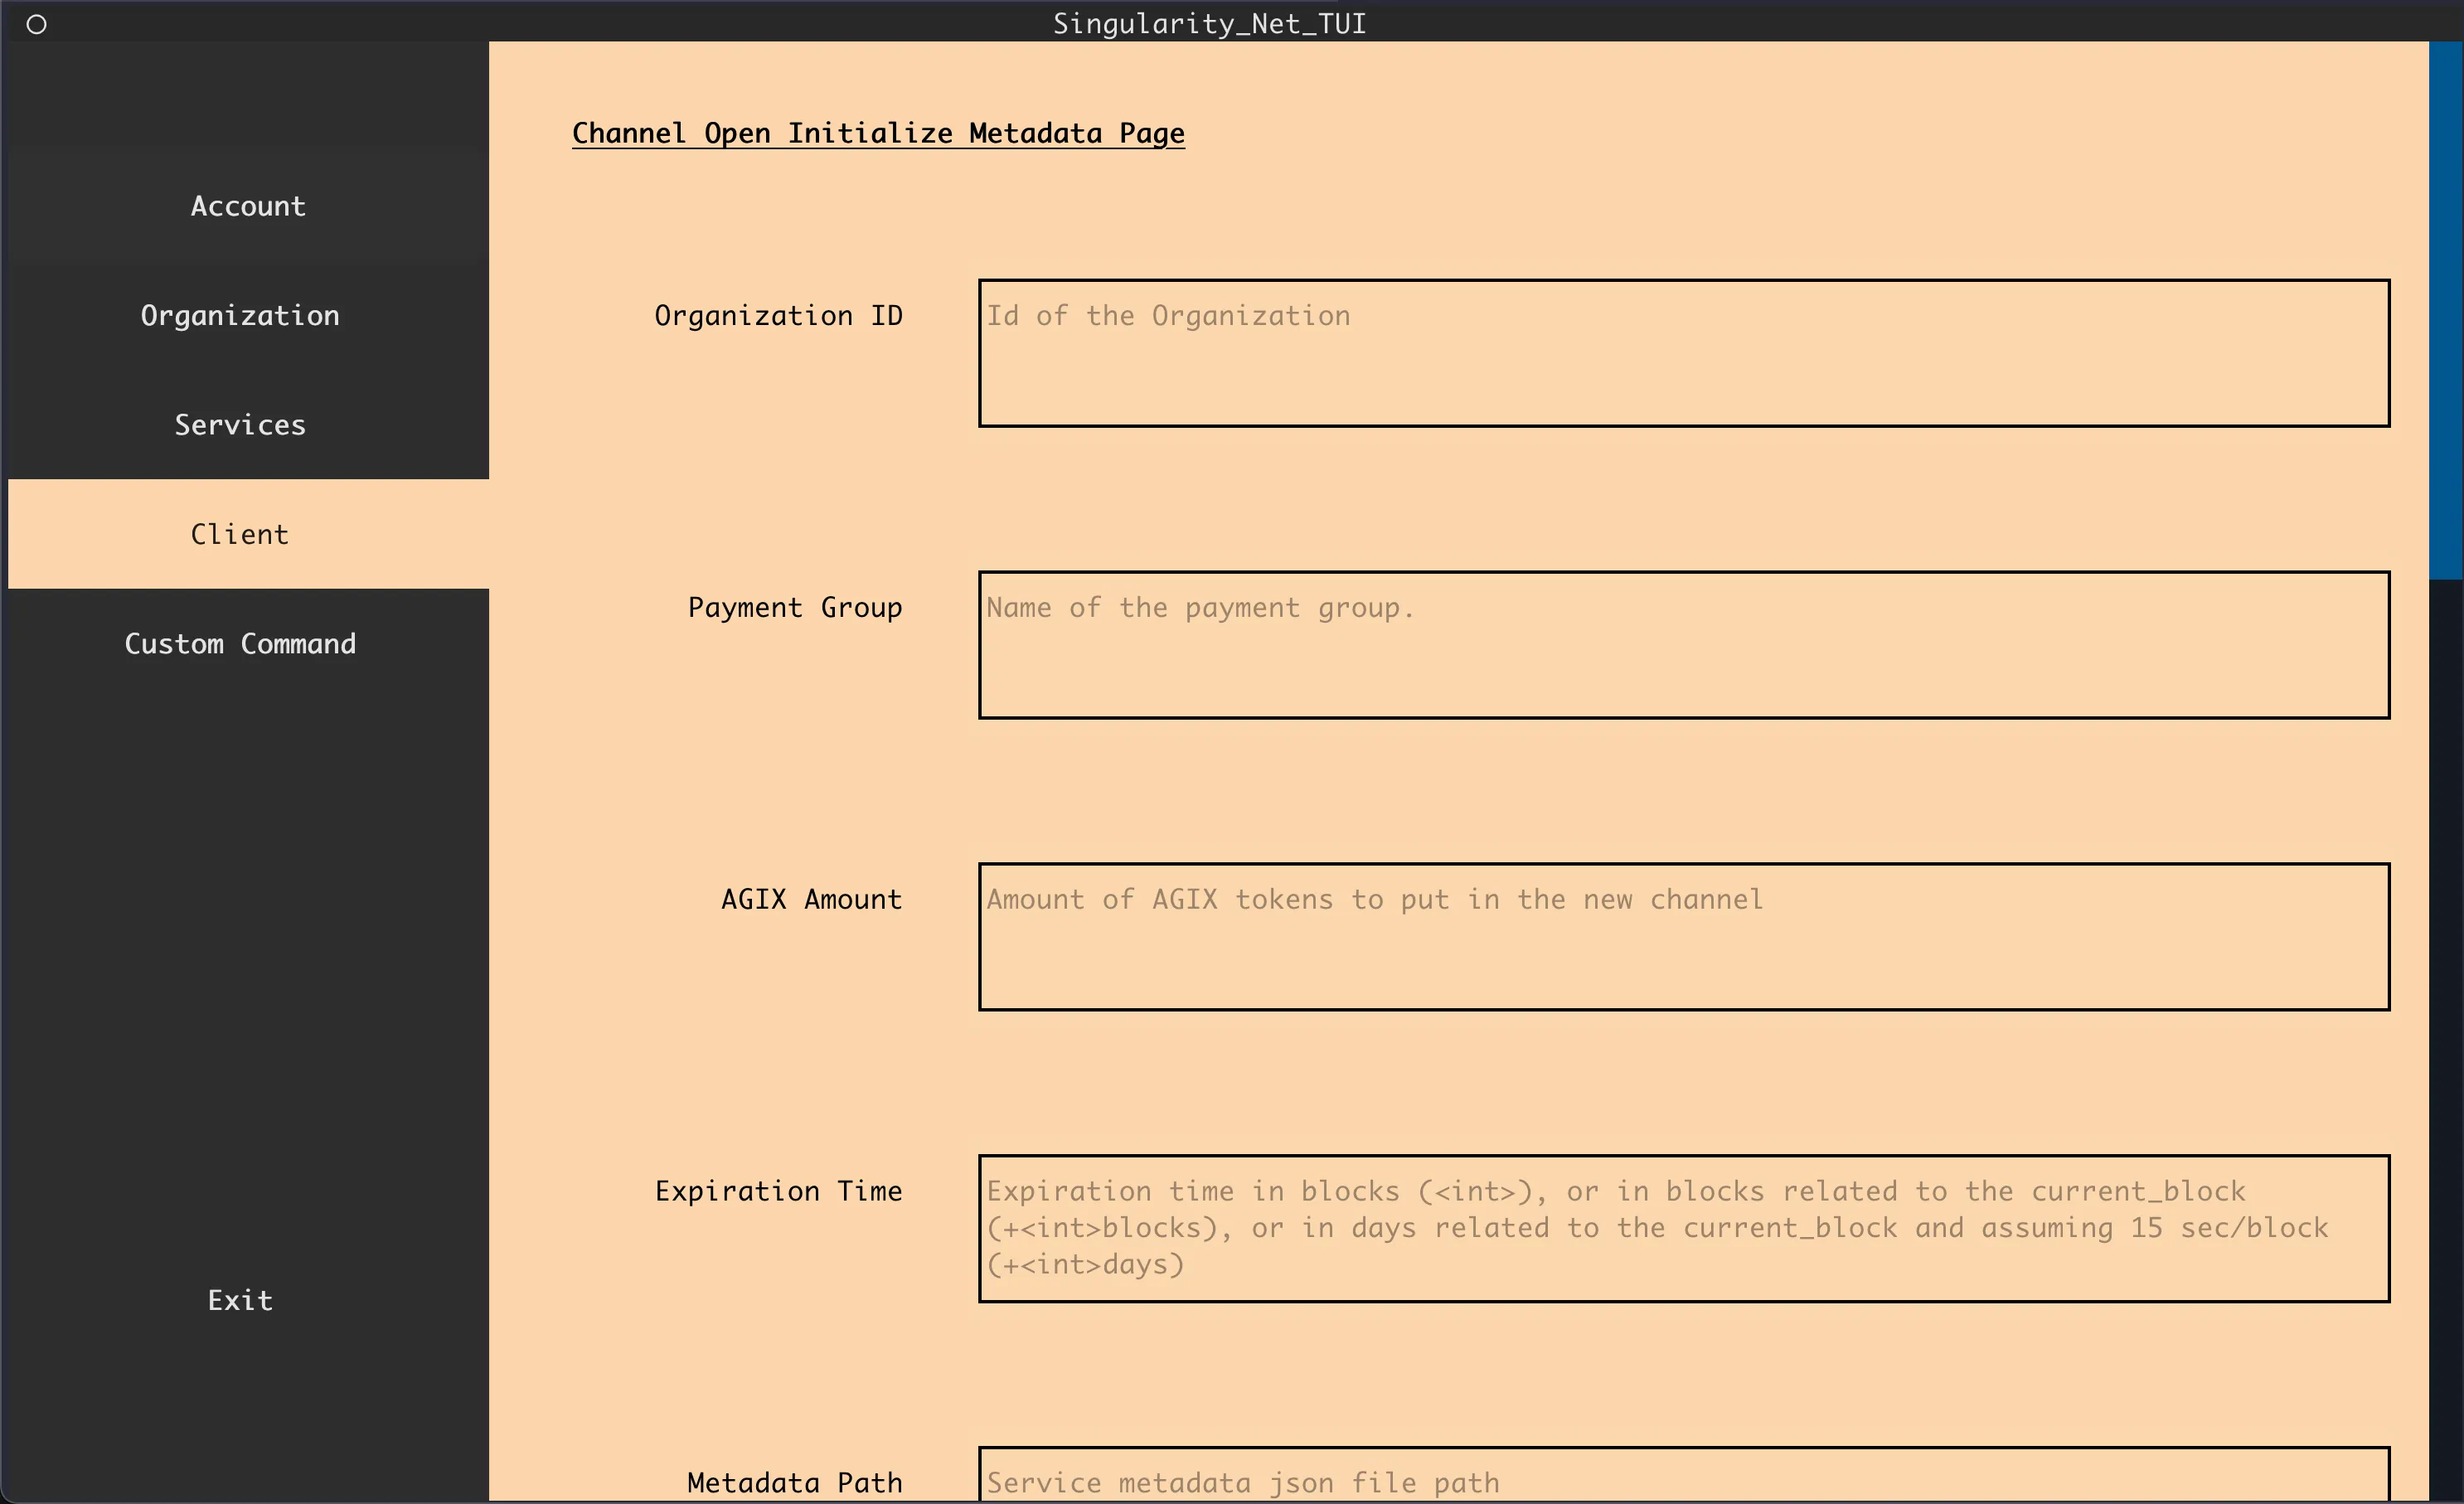 Singularity_Net_TUI
Account
Organization
Services
Client
Custom Command
Exit
Channel Open Initialize Metadata Page
Organization ID
Id of the Organization
Payment Group
Name of the payment group.
AGIX Amount
Amount of AGIX tokens to put in the new channel
Expiration Time
Expiration time in blocks (<int>), or in blocks related to the current_block
(+<int>blocks), or in days related to the current_block and assuming 15 sec/block
(+<int>days)
Metadata Path
Service metadata json file path